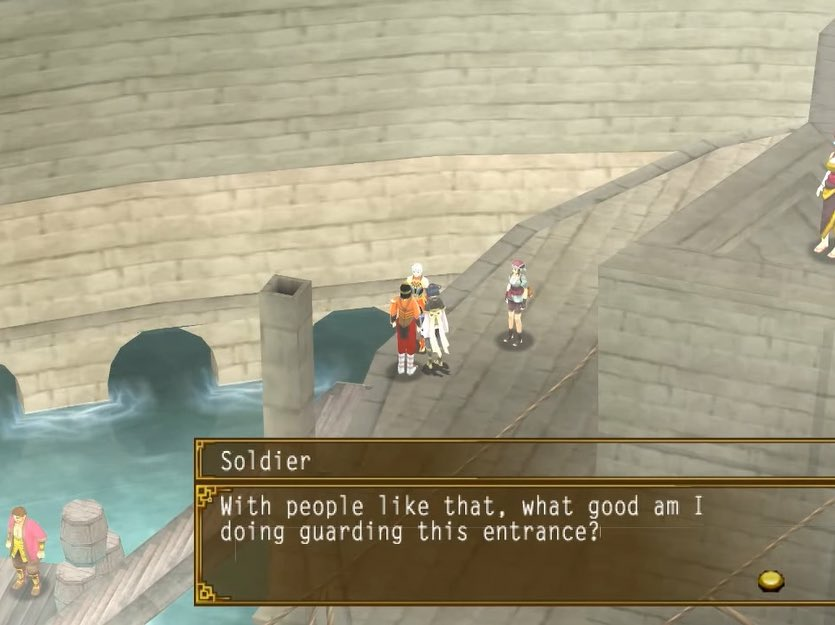 Soldier
With people like that, what good am I
doing guarding this entrance?